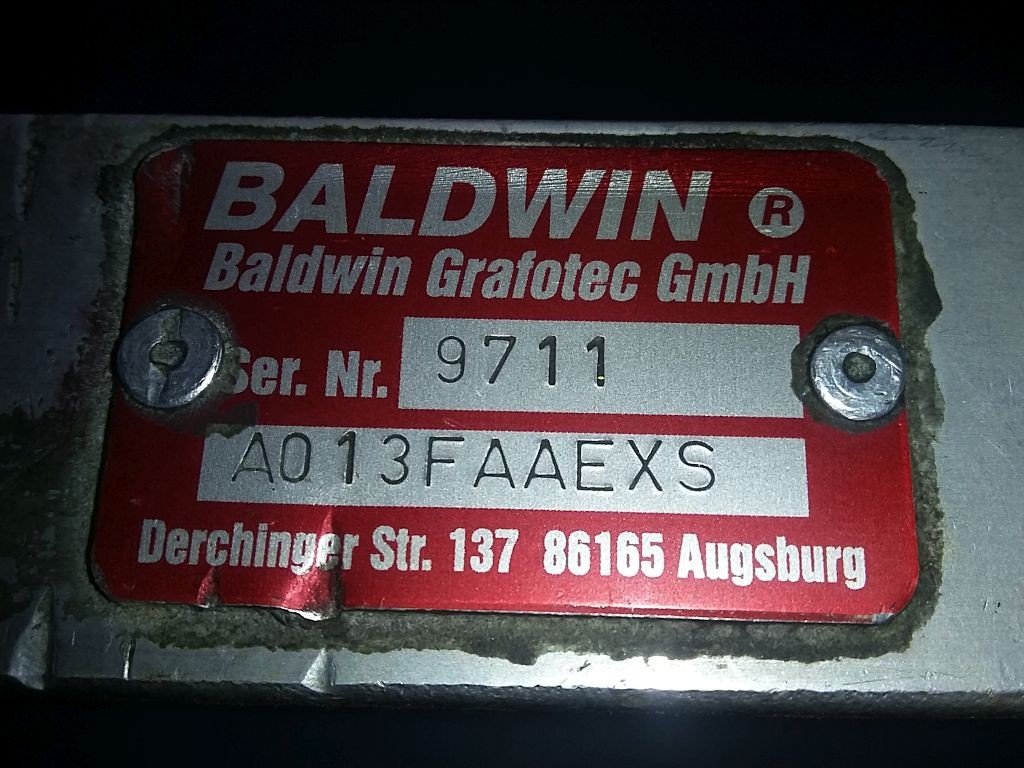 BALDWIN ®
Baldwin Grafotec GmbH
Ser. Nr. 9711
A013FAAEXS
Derchinger Str. 137 86165 Augsburg